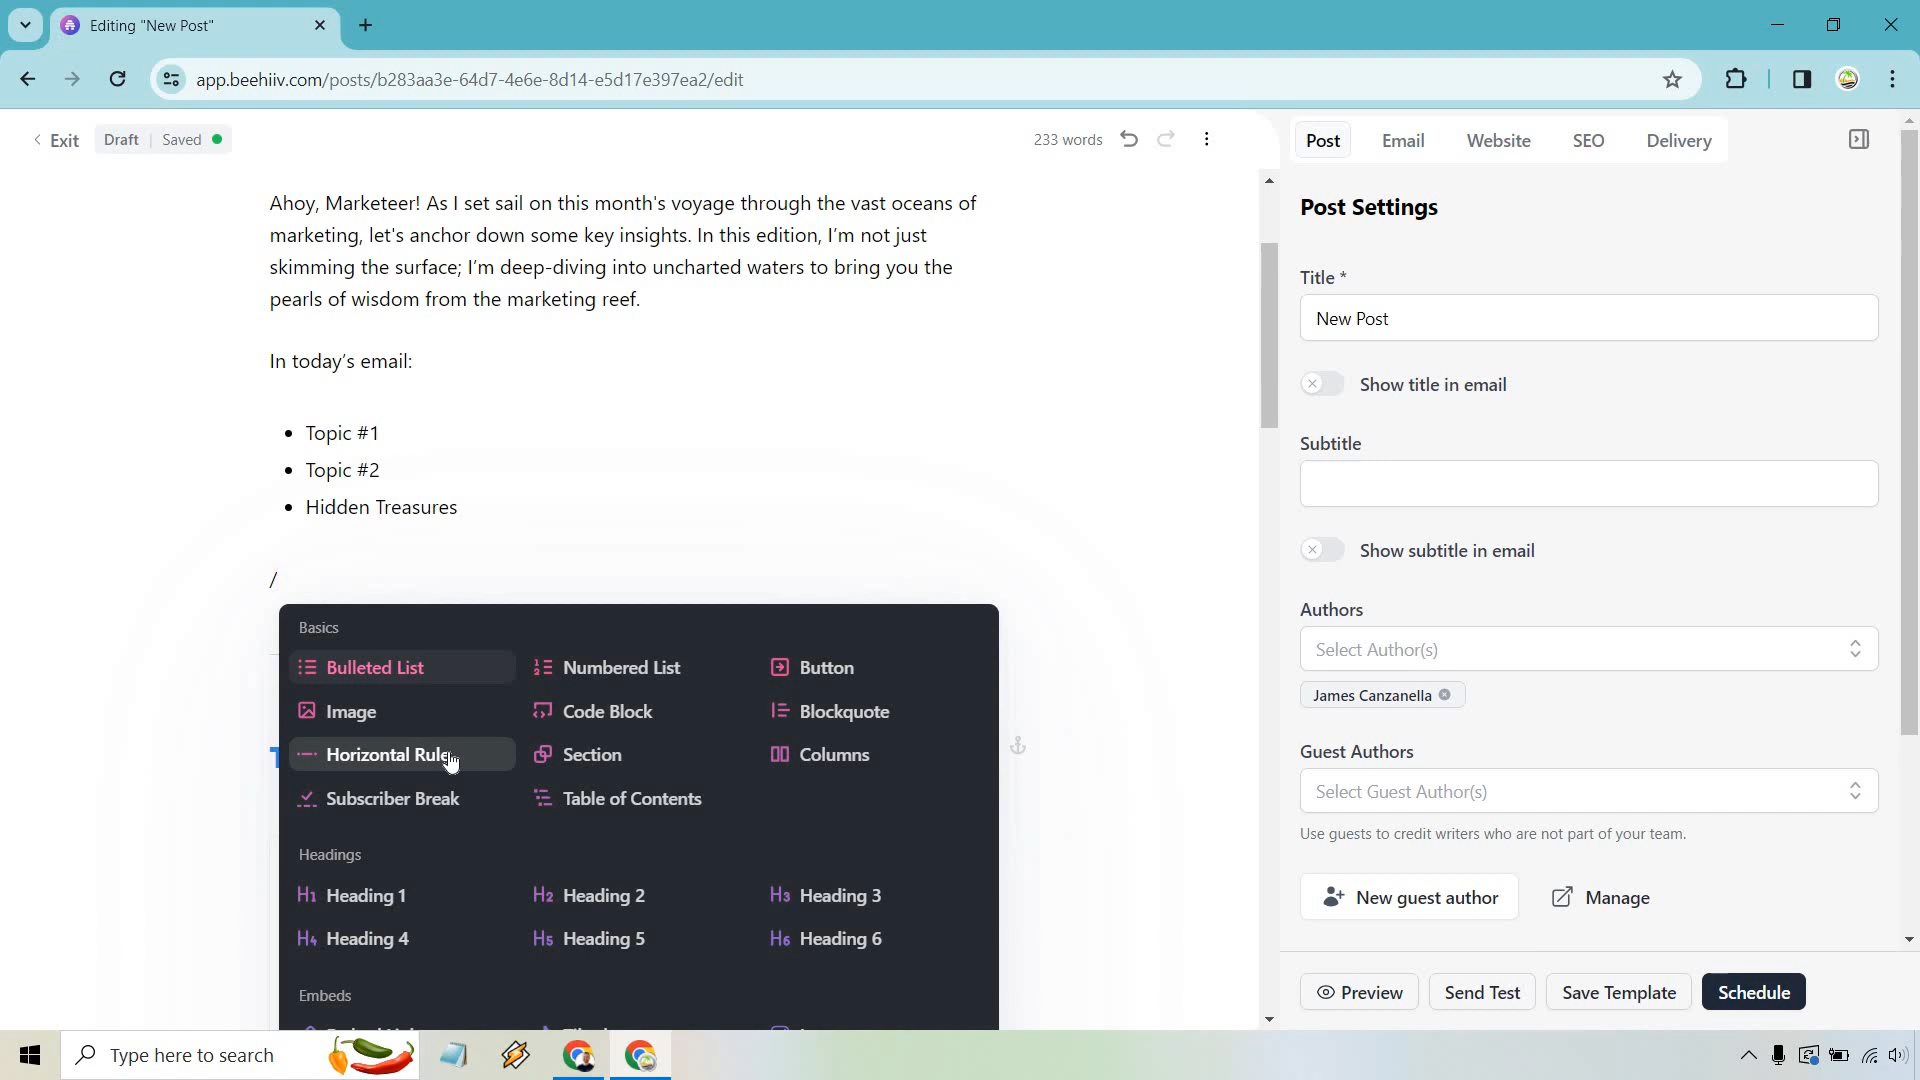 Editing "New Post"
app.beehiiv.com/posts/b283aa3e-64d7-4e6e-8d14-e5d17e397ea2/edit
Exit
Draft
Saved
233 words
Post
Email
Website
SEO
Delivery
Ahoy, Marketeer! As I set sail on this month's voyage through the vast oceans of
marketing, let's anchor down some key insights. In this edition, I'm not just
skimming the surface; I'm deep-diving into uncharted waters to bring you the
pearls of wisdom from the marketing reef.
In today's email:
• Topic #1
• Topic #2
• Hidden Treasures
/
Basics
Bulleted List
Numbered List
Button
Image
Code Block
Blockquote
Horizontal Rule
Section
Columns
Subscriber Break
Table of Contents
Headings
H1 Heading 1
H2 Heading 2
H3 Heading 3
H4 Heading 4
H5 Heading 5
H6 Heading 6
Embeds
Post Settings
Title *
New Post
Show title in email
Subtitle
Show subtitle in email
Authors
Select Author(s)
James Canzanella
Guest Authors
Select Guest Author(s)
Use guests to credit writers who are not part of your team.
New guest author
Manage
Preview
Send Test
Save Template
Schedule
Type here to search